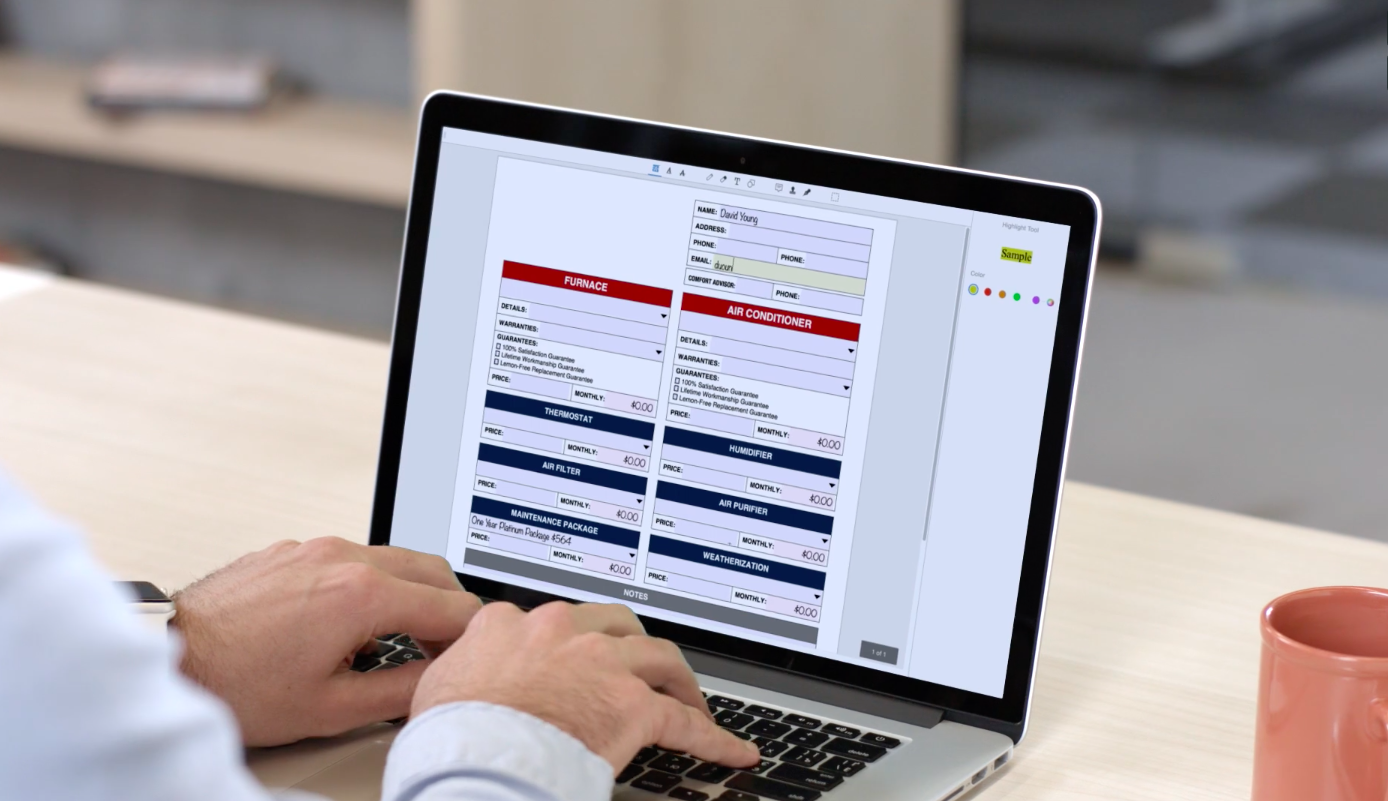 Highlight Tool
Sample
Color
NAME: David Young
ADDRESS:
PHONE: PHONE:
EMAIL:
COMFORT ADVISOR: PHONE:
FURNACE
DETAILS:
WARRANTIES:
GUARANTEES:
100% Satisfaction Guarantee
Lifetime Workmanship Guarantee
Lemon-Free Replacement Guarantee
PRICE: MONTHLY: $0.00
AIR CONDITIONER
DETAILS:
WARRANTIES:
GUARANTEES:
100% Satisfaction Guarantee
Lifetime Workmanship Guarantee
Lemon-Free Replacement Guarantee
PRICE: MONTHLY: $0.00
THERMOSTAT
PRICE: MONTHLY: $0.00
HUMIDIFIER
PRICE: MONTHLY: $0.00
AIR FILTER
PRICE: MONTHLY: $0.00
AIR PURIFIER
PRICE: MONTHLY: $0.00
MAINTENANCE PACKAGE
One Year Platinum Package $564
PRICE: MONTHLY: $0.00
WEATHERIZATION
PRICE: MONTHLY: $0.00
NOTES
1 of 1